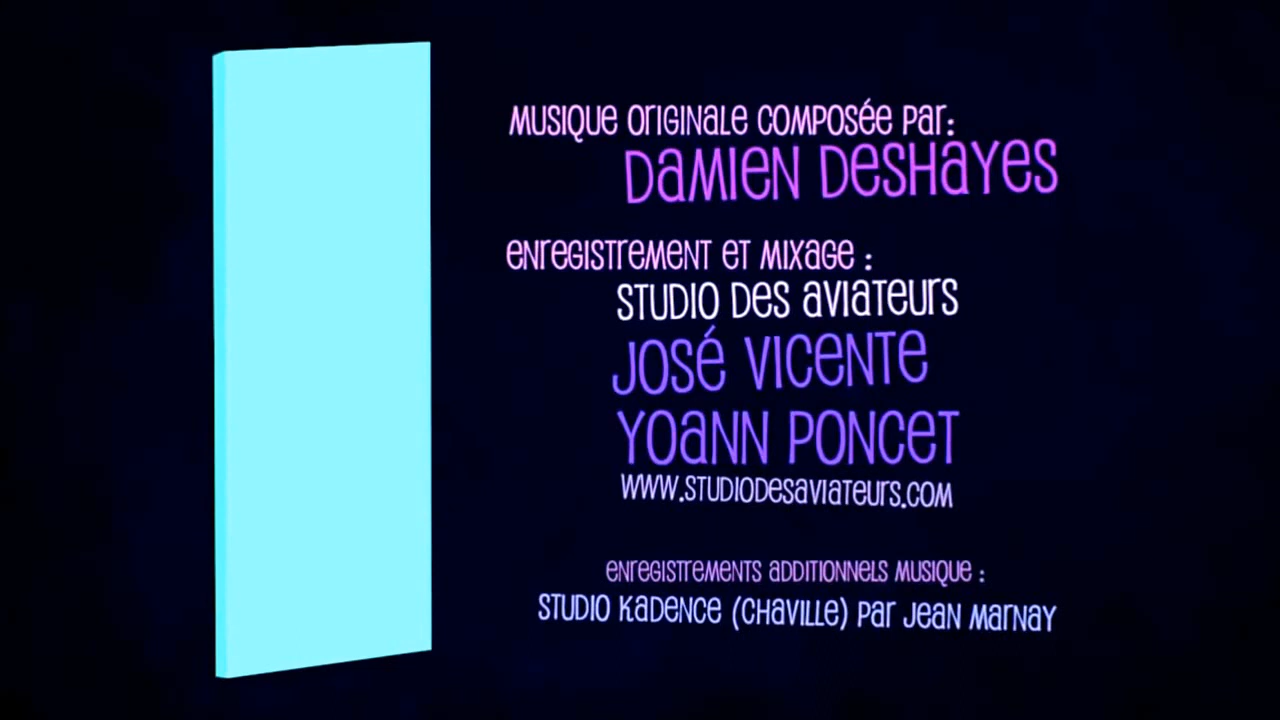 MUSIQUE ORIGINALE COMPOSÉE PAR:
DAMIEN DESHAYES
ENREGISTREMENT ET MIXAGE :
STUDIO DES AVIATEURS
JOSÉ VICENTE
YOANN PONCET
WWW.STUDIODESAVIATEURS.COM
ENREGISTREMENTS ADDITIONNELS MUSIQUE :
STUDIO KADENCE (CHAVILLE) PAR JEAN MARNAY